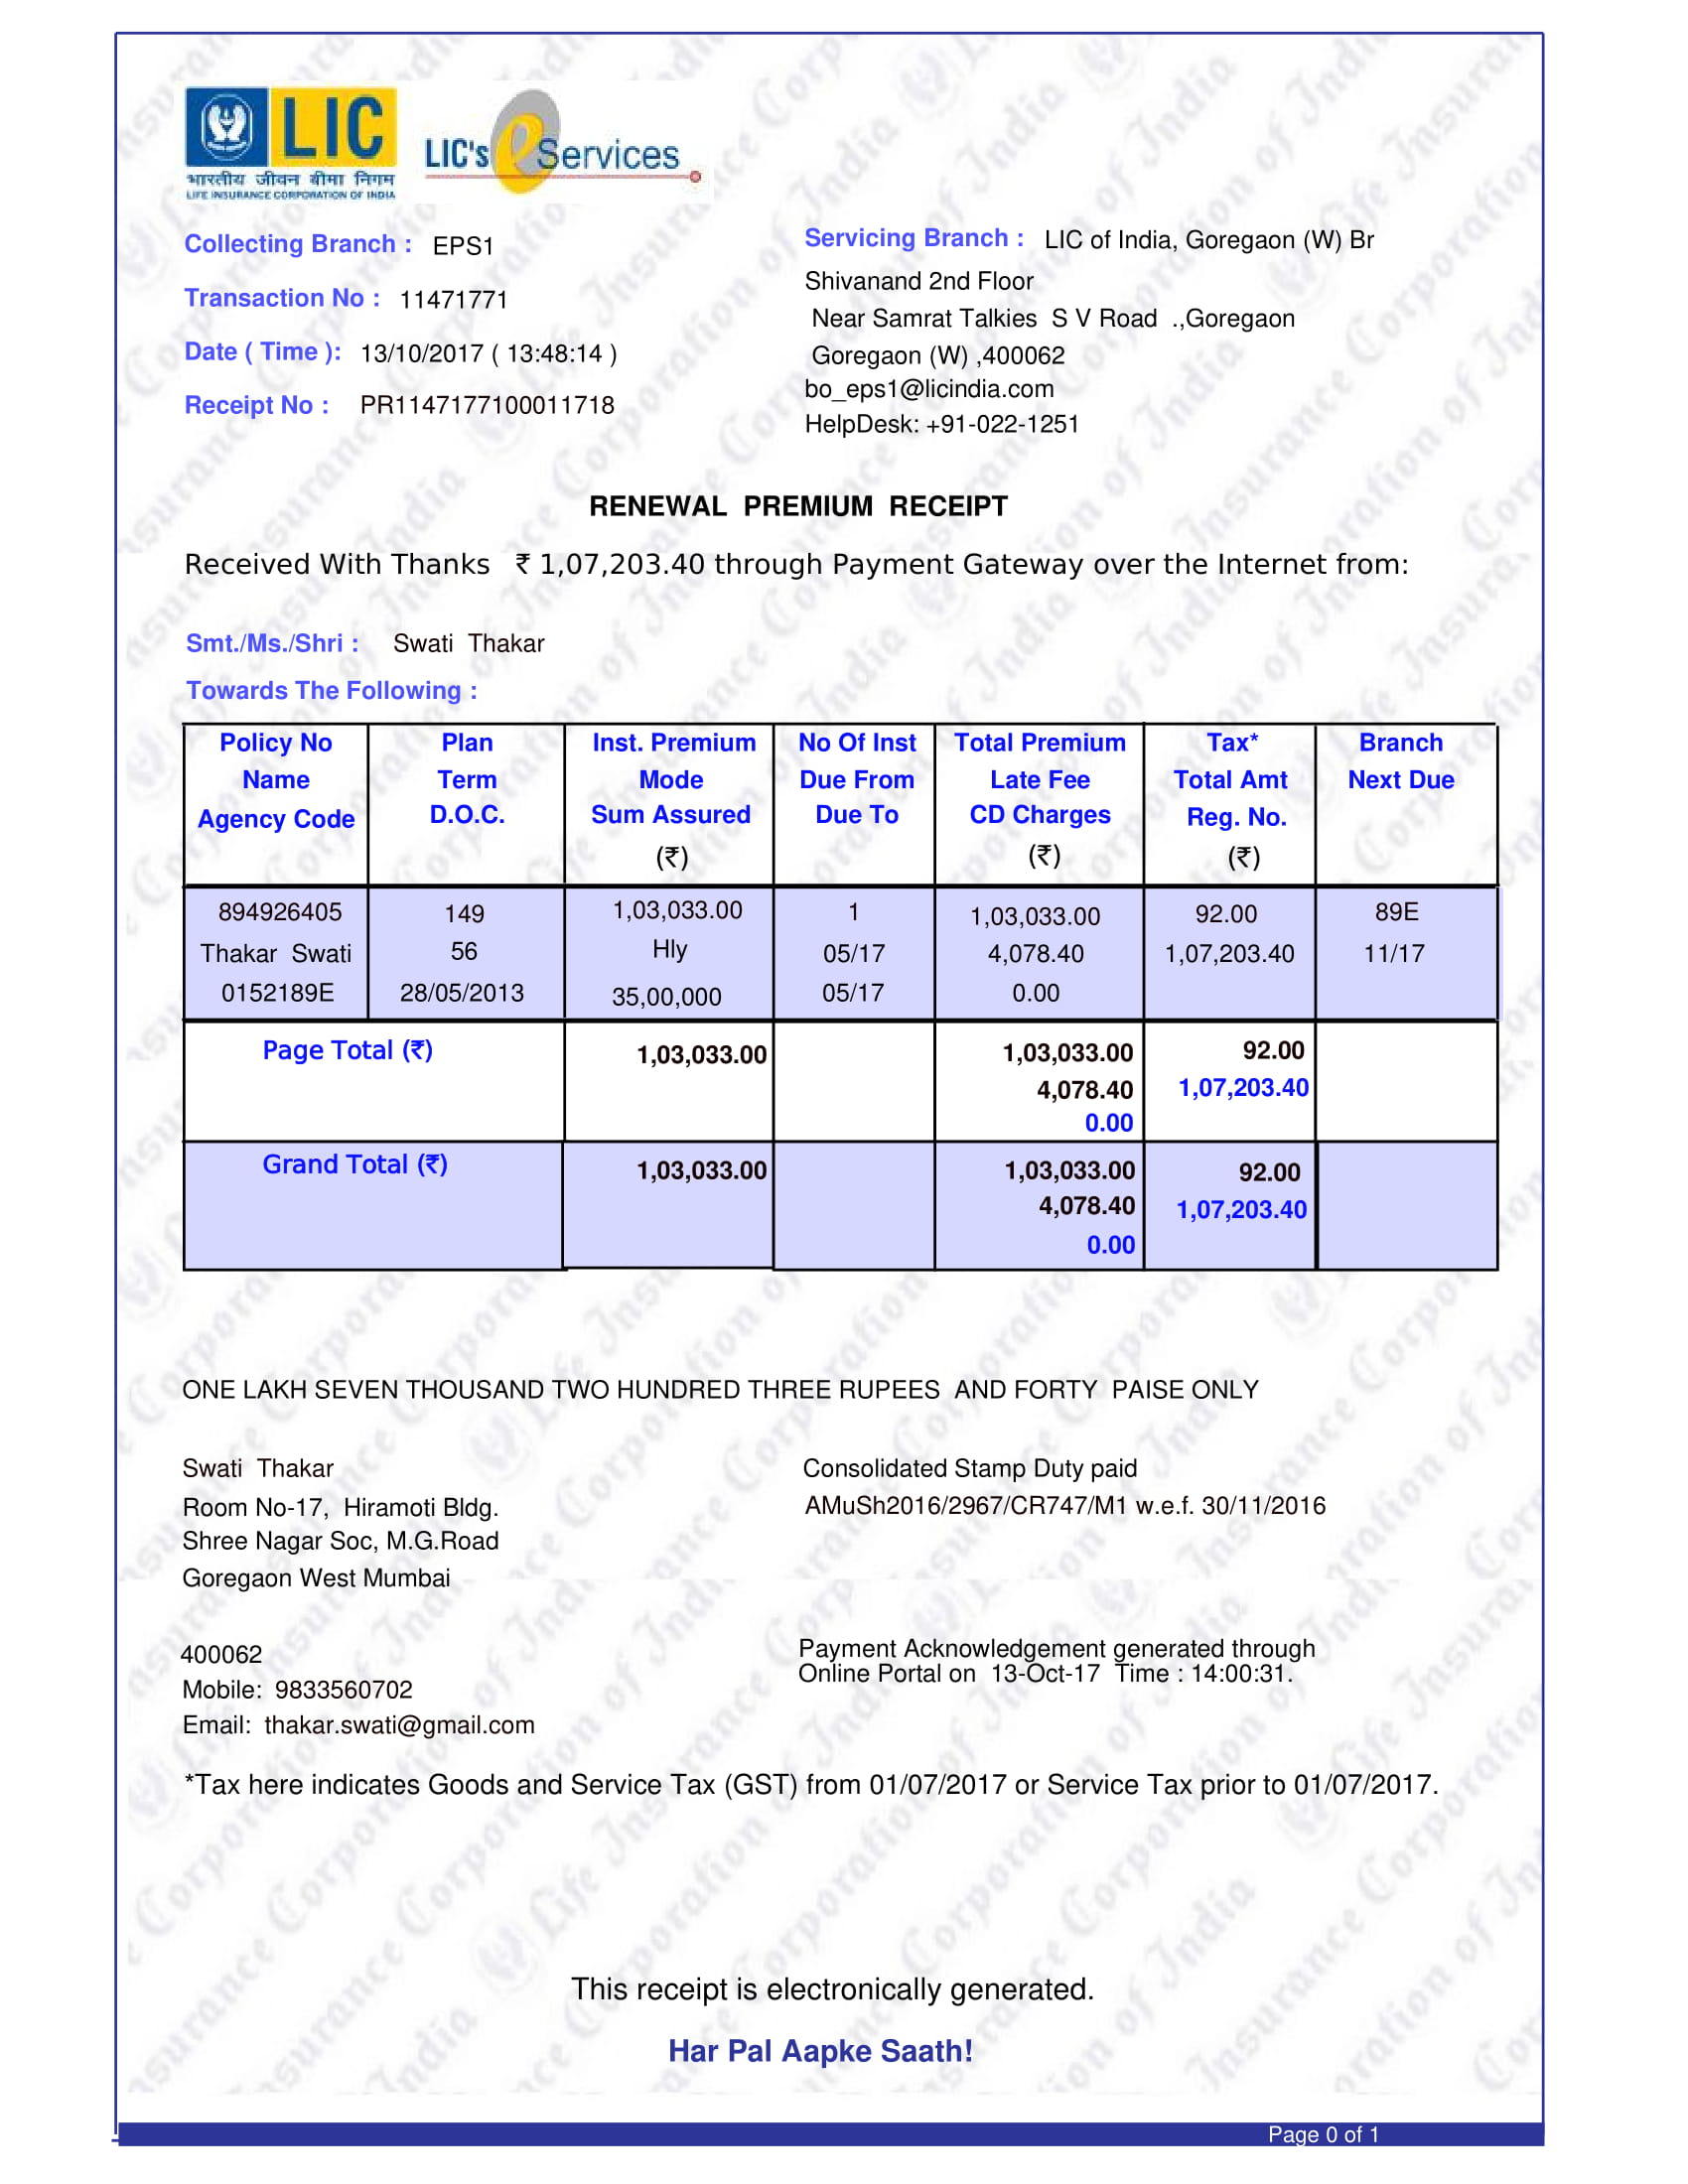 LIC
भारतीय जीवन बीमा निगम
LIFE INSURANCE CORPORATION OF INDIA
LIC's eServices
Collecting Branch : EPS1
Transaction No : 11471771
Date ( Time ): 13/10/2017 ( 13:48:14 )
Receipt No : PR1147177100011718
Servicing Branch : LIC of India, Goregaon (W) Br
Shivanand 2nd Floor
Near Samrat Talkies S V Road .,Goregaon
Goregaon (W) ,400062
bo_eps1@licindia.com
HelpDesk: +91-022-1251
RENEWAL PREMIUM RECEIPT
Received With Thanks ₹ 1,07,203.40 through Payment Gateway over the Internet from:
Smt./Ms./Shri : Swati Thakar
Towards The Following :
Policy No Plan Inst. Premium No Of Inst Total Premium Tax* Branch
Name Term Mode Due From Late Fee Total Amt Next Due
Agency Code D.O.C. Sum Assured Due To CD Charges Reg. No.
(₹) (₹) (₹)
894926405 149 1,03,033.00 1 1,03,033.00 92.00 89E
Thakar Swati 56 Hly 05/17 4,078.40 1,07,203.40 11/17
0152189E 28/05/2013 35,00,000 05/17 0.00
Page Total (₹) 1,03,033.00 1,03,033.00 92.00
4,078.40 1,07,203.40
0.00
Grand Total (₹) 1,03,033.00 1,03,033.00 92.00
4,078.40 1,07,203.40
0.00
ONE LAKH SEVEN THOUSAND TWO HUNDRED THREE RUPEES AND FORTY PAISE ONLY
Swati Thakar
Room No-17, Hiramoti Bldg.
Shree Nagar Soc, M.G.Road
Goregaon West Mumbai
400062
Mobile: 9833560702
Email: thakar.swati@gmail.com
Consolidated Stamp Duty paid
AMuSh2016/2967/CR747/M1 w.e.f. 30/11/2016
Payment Acknowledgement generated through
Online Portal on 13-Oct-17 Time : 14:00:31.
*Tax here indicates Goods and Service Tax (GST) from 01/07/2017 or Service Tax prior to 01/07/2017.
This receipt is electronically generated.
Har Pal Aapke Saath!
Page 0 of 1